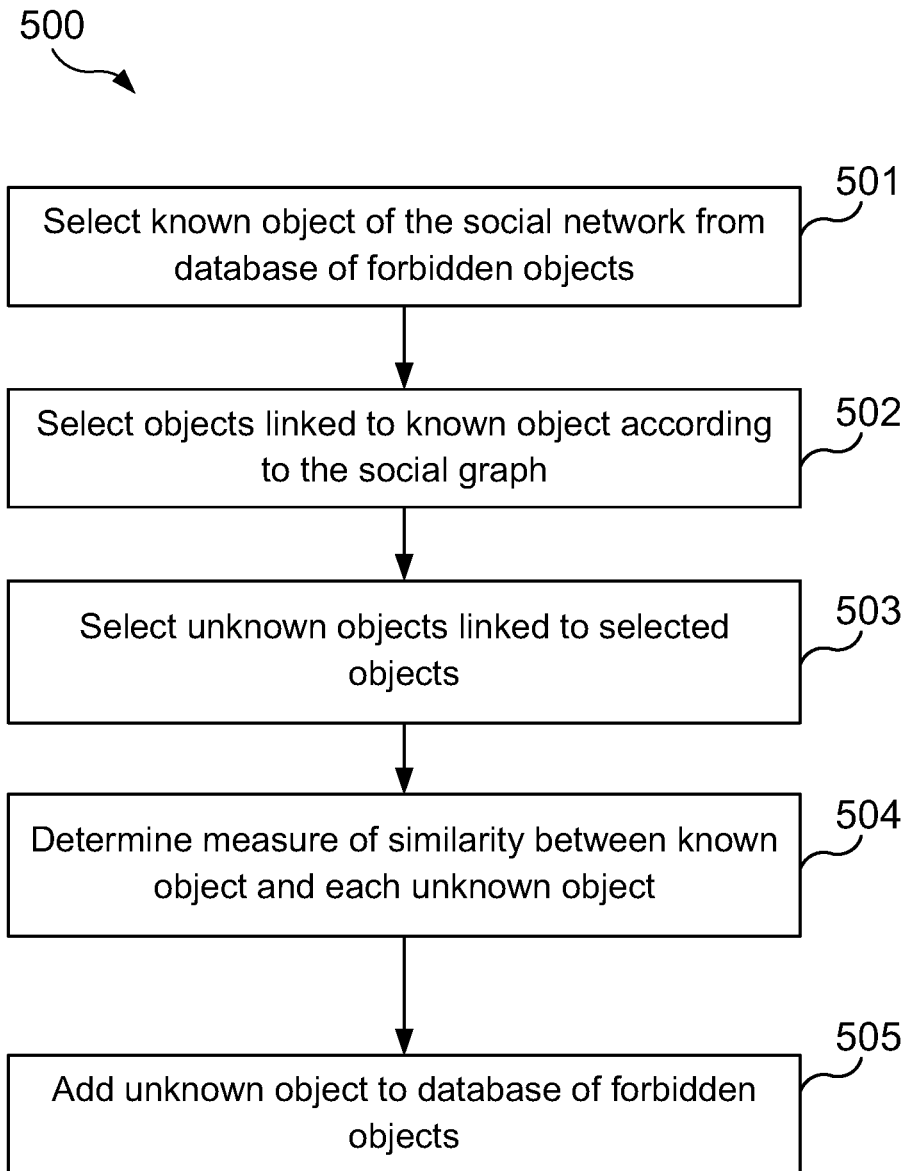 500
501
Select known object of the social network from
database of forbidden objects
502
Select objects linked to known object according
to the social graph
503
Select unknown objects linked to selected
objects
504
Determine measure of similarity between known
object and each unknown object
505
Add unknown object to database of forbidden
objects